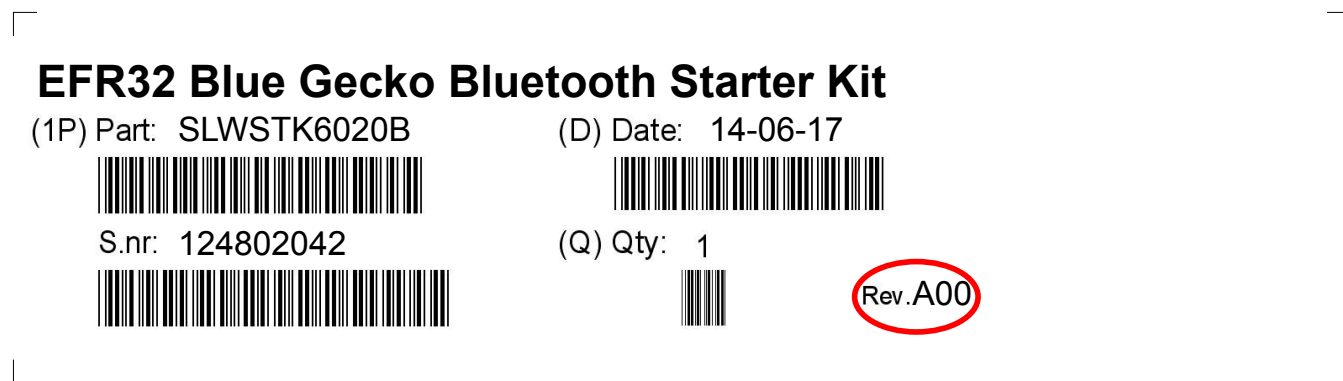 EFR32 Blue Gecko Bluetooth Starter Kit
(1P) Part: SLWSTK6020B
(D) Date: 14-06-17
S.nr: 124802042
(Q) Qty: 1
Rev.A00